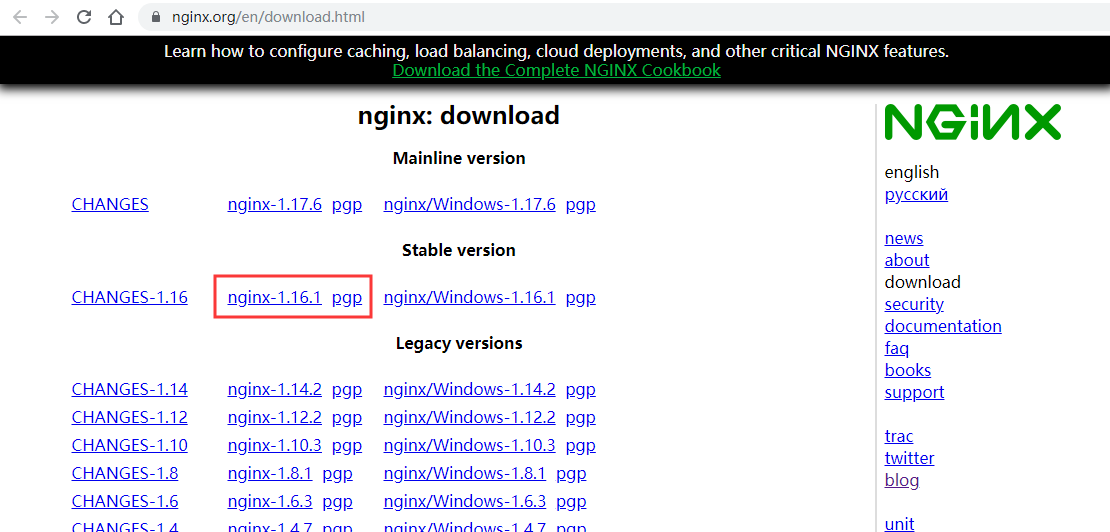 nginx.org/en/download.html
Learn how to configure caching, load balancing, cloud deployments, and other critical NGINX features.
Download the Complete NGINX Cookbook
nginx: download
Mainline version
CHANGES nginx-1.17.6 pgp nginx/Windows-1.17.6 pgp
Stable version
CHANGES-1.16 nginx-1.16.1 pgp nginx/Windows-1.16.1 pgp
Legacy versions
CHANGES-1.14 nginx-1.14.2 pgp nginx/Windows-1.14.2 pgp
CHANGES-1.12 nginx-1.12.2 pgp nginx/Windows-1.12.2 pgp
CHANGES-1.10 nginx-1.10.3 pgp nginx/Windows-1.10.3 pgp
CHANGES-1.8 nginx-1.8.1 pgp nginx/Windows-1.8.1 pgp
CHANGES-1.6 nginx-1.6.3 pgp nginx/Windows-1.6.3 pgp
CHANGES-1.4 nginx-1.4.7 pgp nginx/Windows-1.4.7 pgp
NGINX
english
русский
news
about
download
security
documentation
faq
books
support
trac
twitter
blog
unit